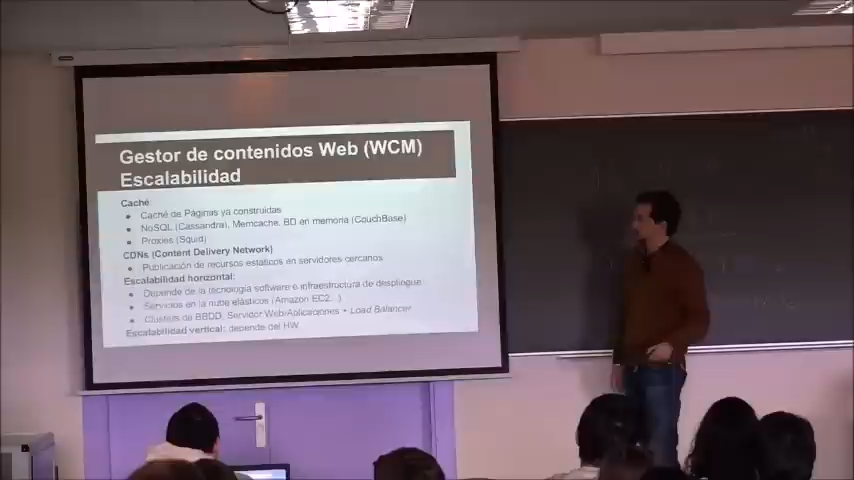 Gestor de contenidos Web (WCM)
Escalabilidad
Caché:
Caché de Páginas ya construidas
NoSQL (Cassandra), Memcache, BD en memoria (CouchBase)
Proxies (Squid)
CDNs (Content Delivery Network)
Publicación de recursos estáticos en servidores cercanos
Escalabilidad horizontal:
Depende de la tecnología software e infraestructura de despliegue
Servicios en la nube elásticos (Amazon EC2...)
Clusters de BBDD, Servidor Web/Aplicaciones + Load Balancer
Escalabilidad vertical: depende del HW